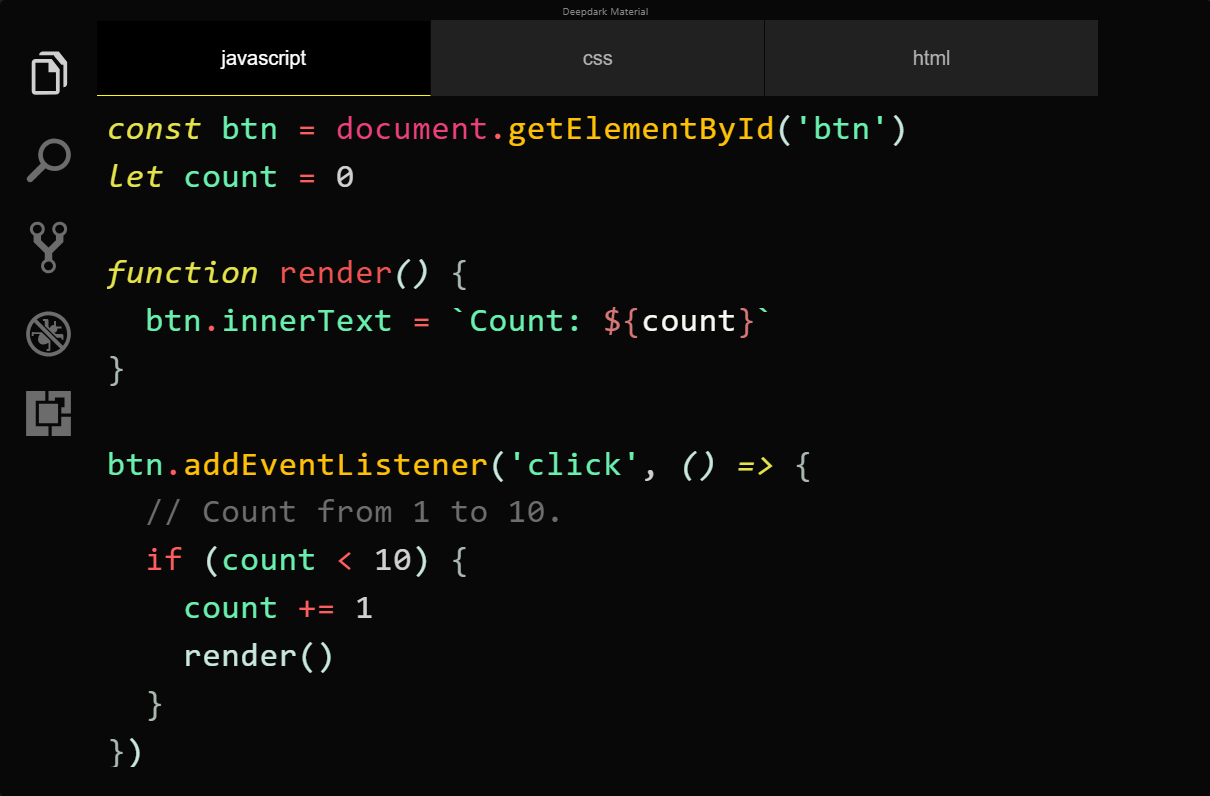 Deepdark Material
javascript css html
const btn = document.getElementById('btn')
let count = 0
function render() {
  btn.innerText = `Count: ${count}`
}
btn.addEventListener('click', () => {
  // Count from 1 to 10.
  if (count < 10) {
    count += 1
    render()
  }
})